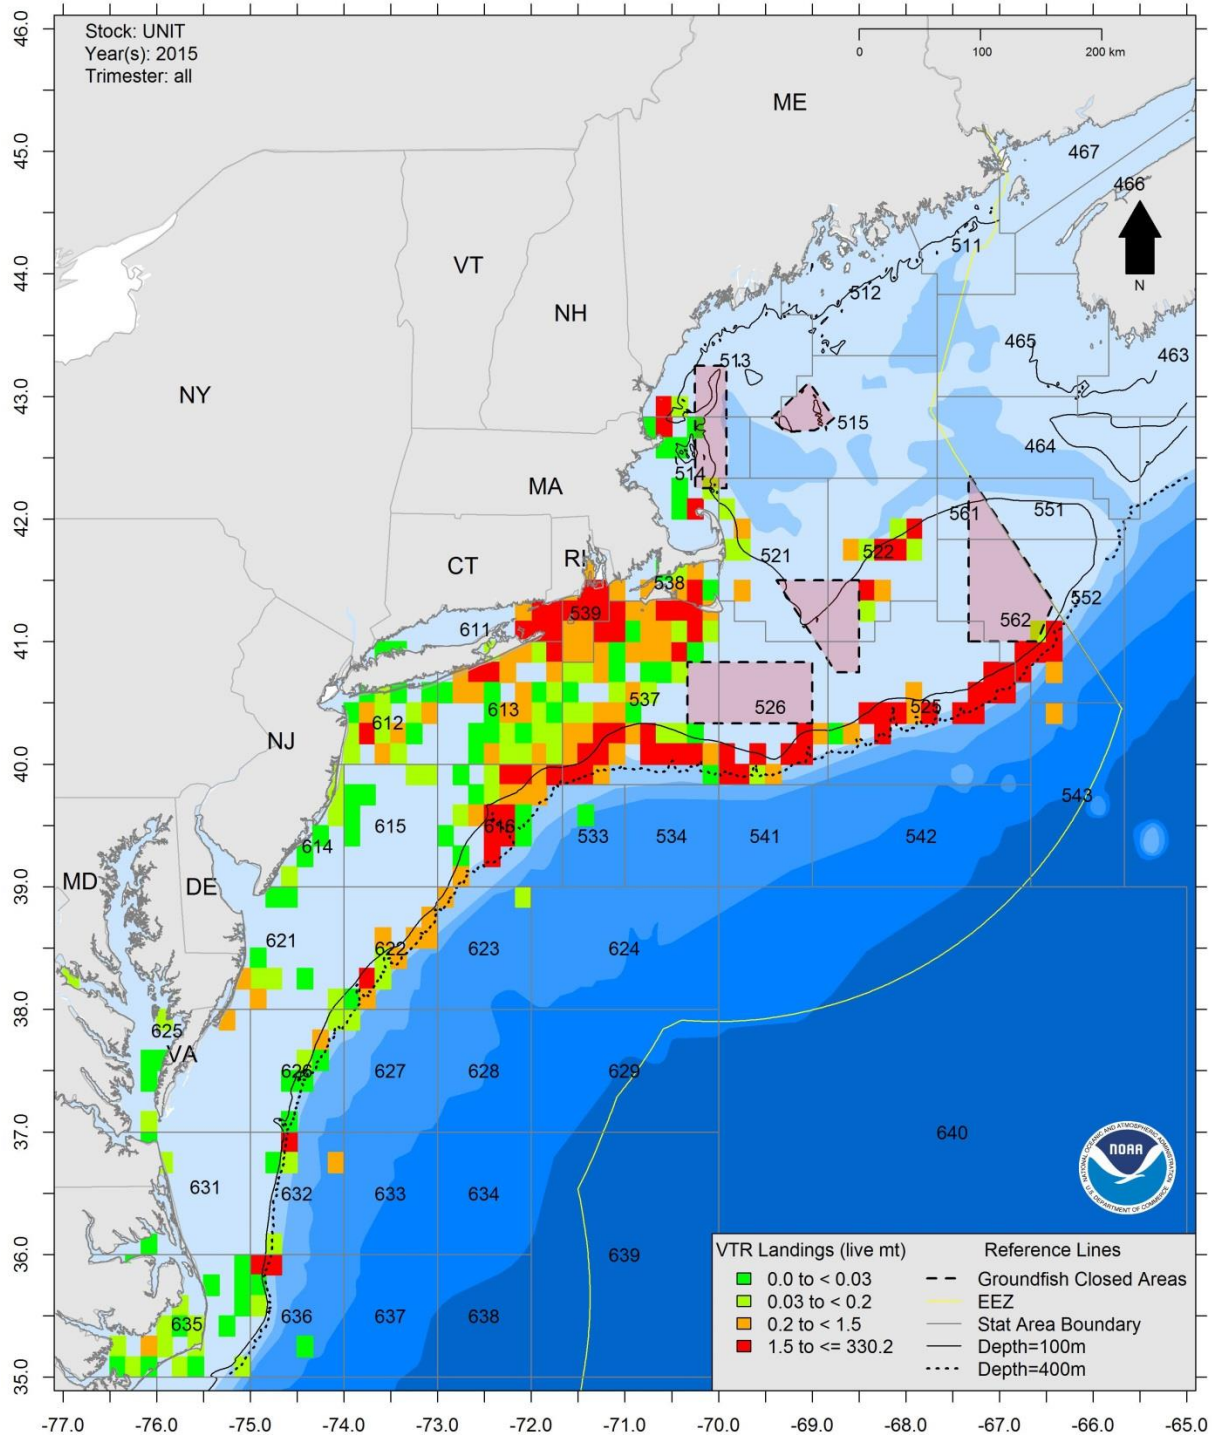 Stock: UNIT
Year(s): 2015
Trimester: all
0 100 200 km
46.0
45.0
44.0
43.0
42.0
41.0
40.0
39.0
38.0
37.0
36.0
35.0
ME
467
466
N
VT
511
512
NH
465
463
513
NY
515
464
514
MA
561
551
CT
RI
521
522
538
552
539
611
562
537
526
525
612
613
NJ
543
615
616
533
534
541
542
614
MD
DE
621
622
623
624
625
VA
626
627
628
629
640
NATIONAL OCEANIC AND ATMOSPHERIC ADMINISTRATION
NOAA
U.S. DEPARTMENT OF COMMERCE
631
632
633
634
639
635
636
637
638
VTR Landings (live mt)
0.0 to < 0.03
0.03 to < 0.2
0.2 to < 1.5
1.5 to <= 330.2
Reference Lines
Groundfish Closed Areas
EEZ
Stat Area Boundary
Depth=100m
Depth=400m
-77.0 -76.0 -75.0 -74.0 -73.0 -72.0 -71.0 -70.0 -69.0 -68.0 -67.0 -66.0 -65.0